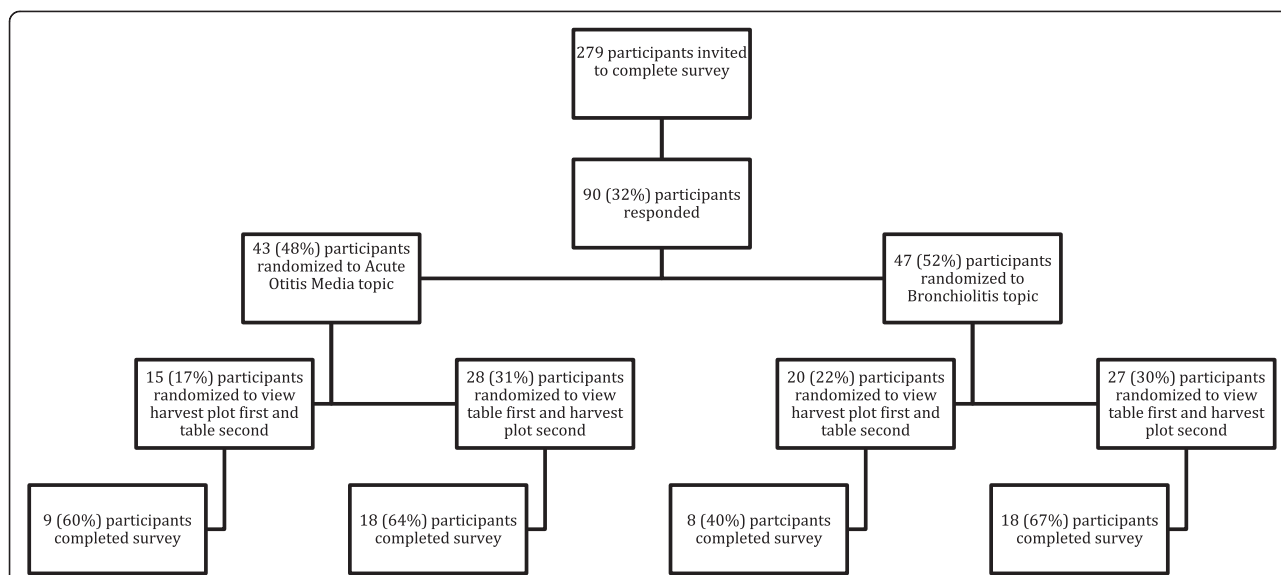 279 participants invited
to complete survey
90 (32%) participants
responded
43 (48%) participants
randomized to Acute
Otitis Media topic
47 (52%) participants
randomized to
Bronchiolitis topic
15 (17%) participants
randomized to view
harvest plot first and
table second
28 (31%) participants
randomized to view
table first and harvest
plot second
20 (22%) participants
randomized to view
harvest plot first and
table second
27 (30%) participants
randomized to view
table first and harvest
plot second
9 (60%) participants
completed survey
18 (64%) participants
completed survey
8 (40%) partcipants
completed survey
18 (67%) participants
completed survey